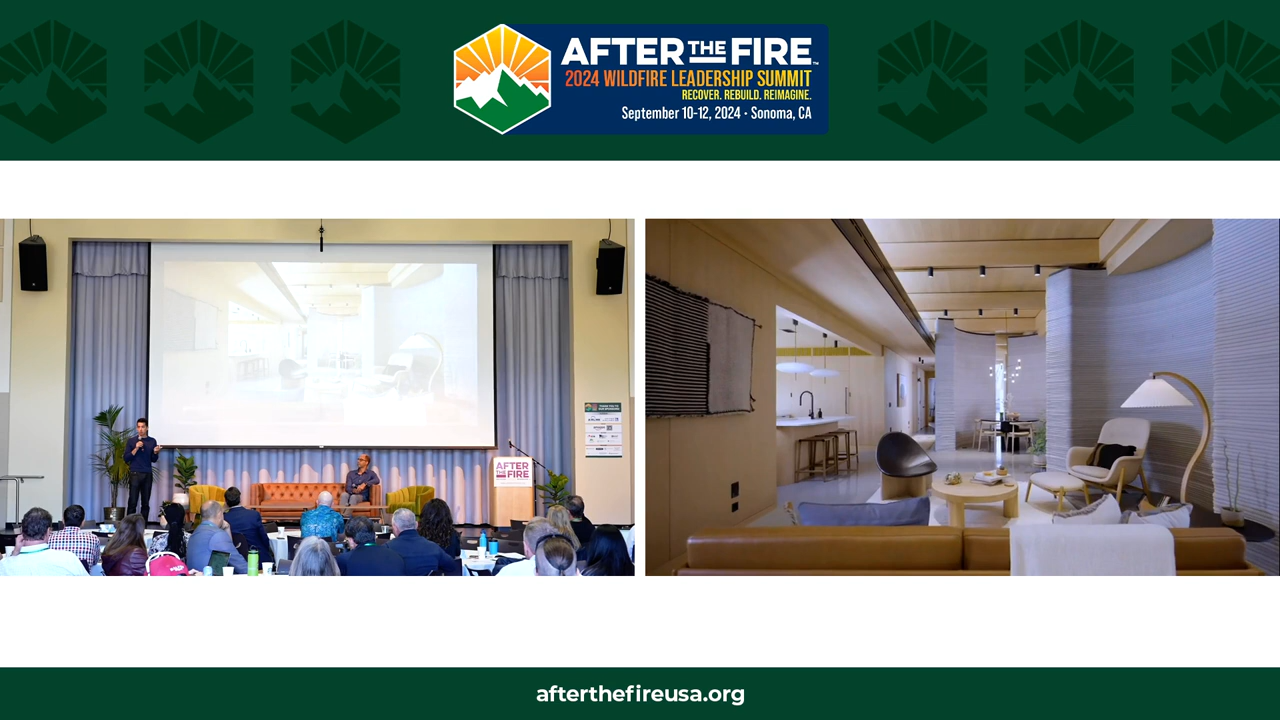 AFTER THE FIRE™
2024 WILDFIRE LEADERSHIP SUMMIT
RECOVER. REBUILD. REIMAGINE.
September 10-12, 2024 · Sonoma, CA
AFTER
THE FIRE
afterthefireusa.org